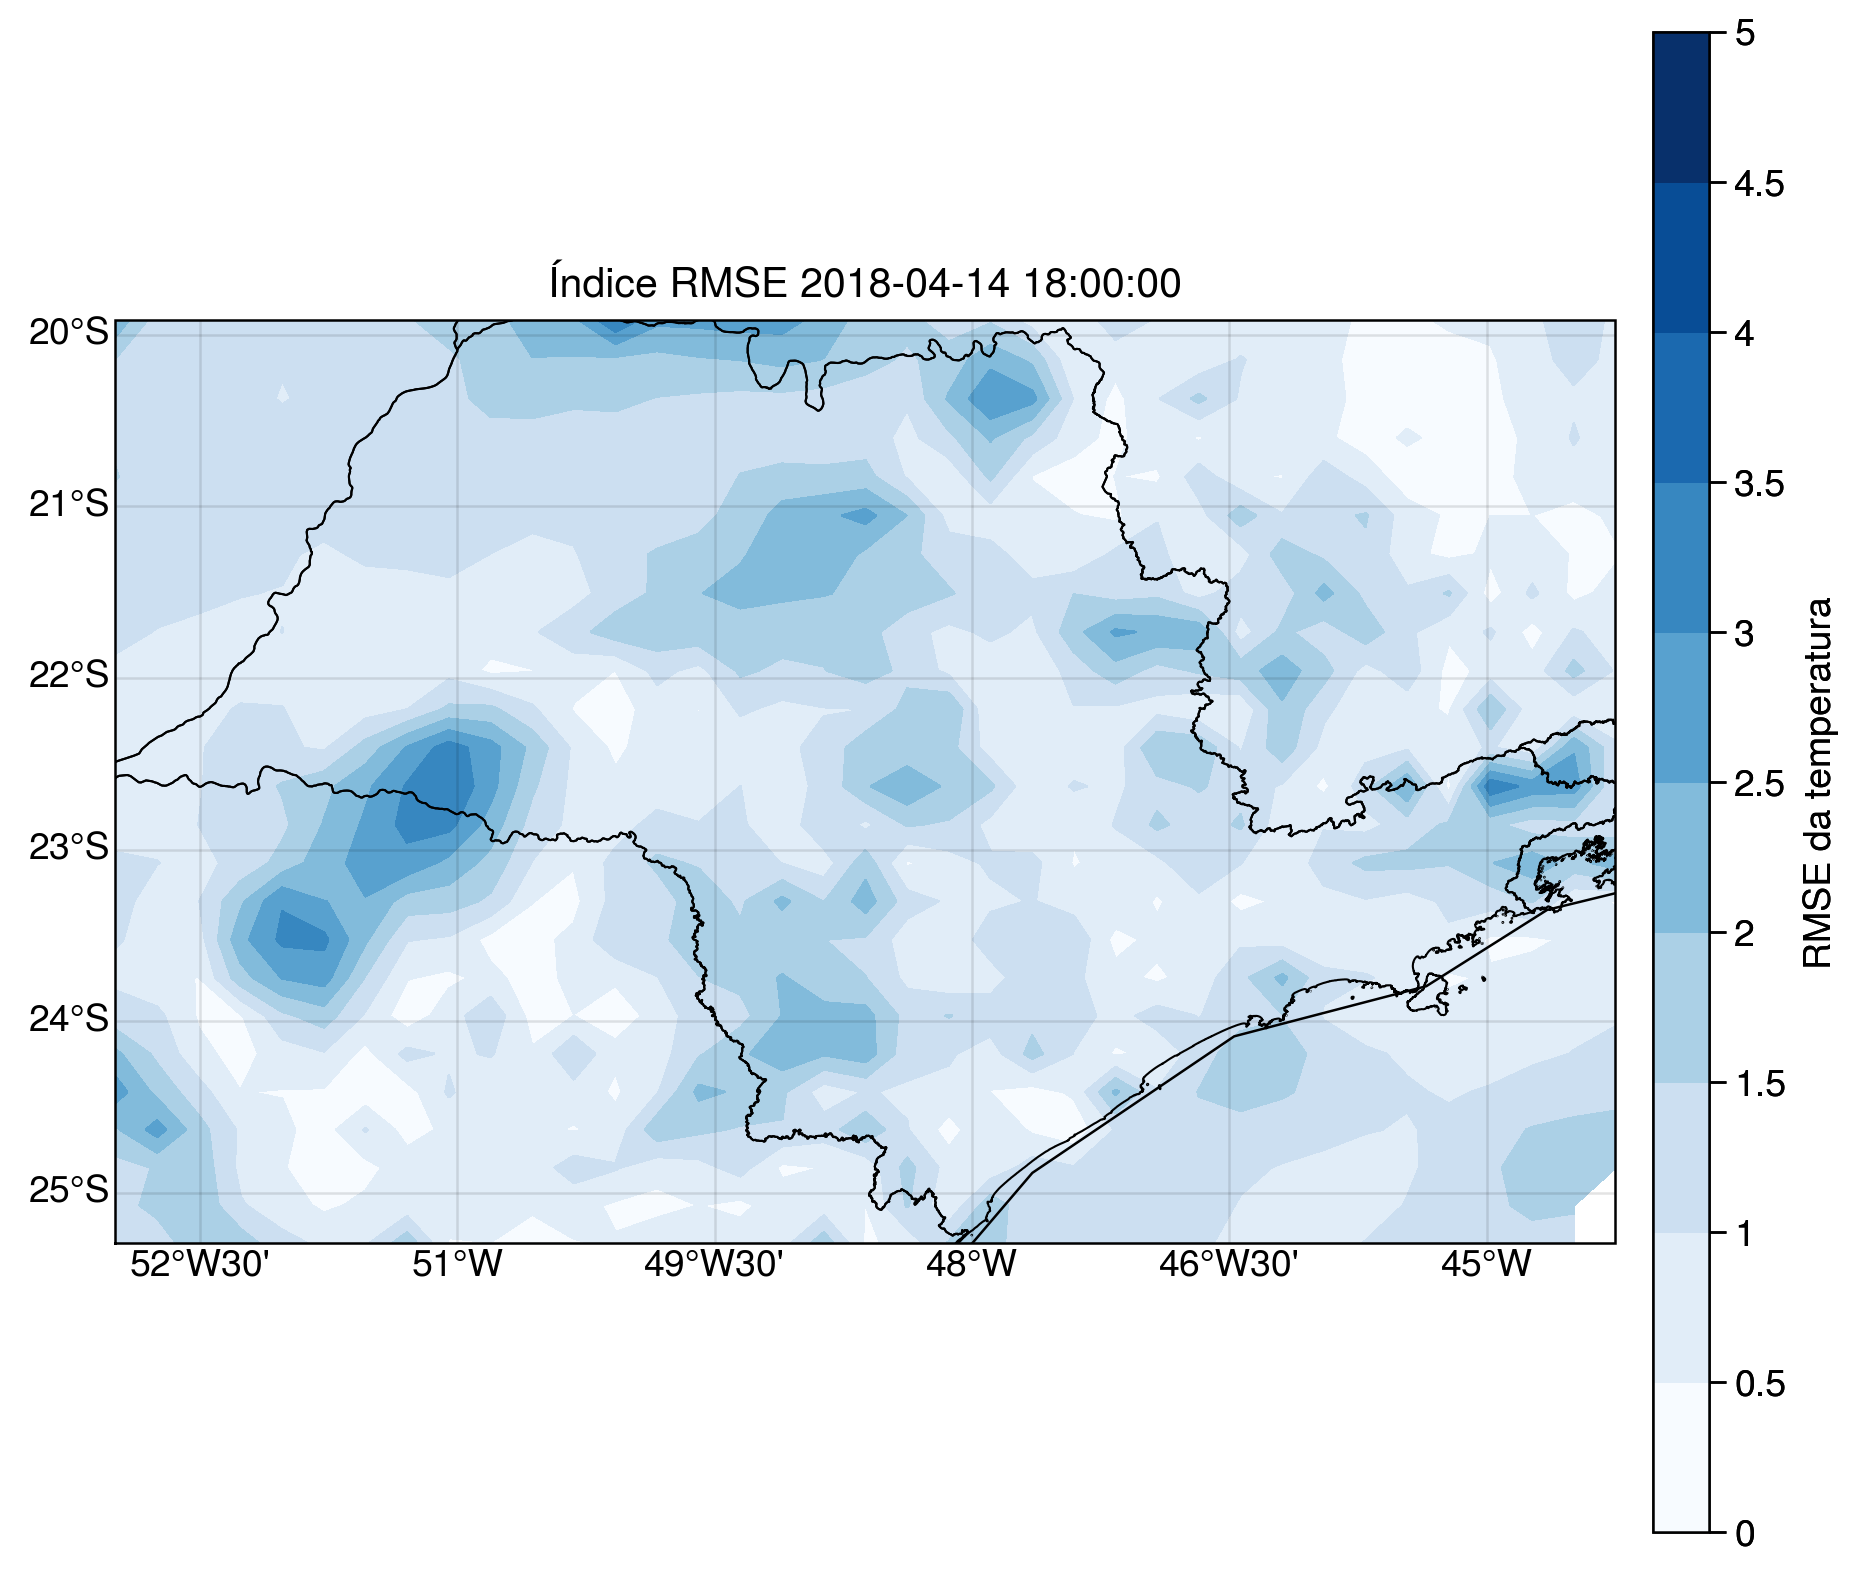 Índice RMSE 2018-04-14 18:00:00
20°S
21°S
22°S
23°S
24°S
25°S
52°W30'
51°W
49°W30'
48°W
46°W30'
45°W
5
4.5
4
3.5
3
2.5
2
1.5
1
0.5
0
RMSE da temperatura